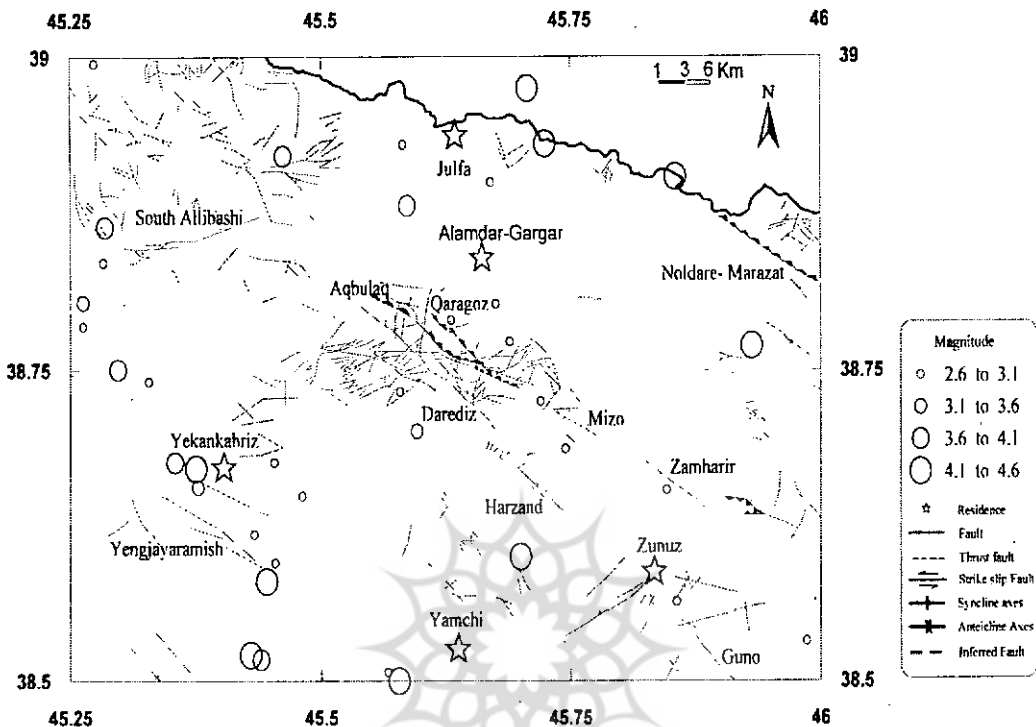 45.25 45.5 45.75 46
39 39
1 3 6 Km
N
Julfa
South Allibashi
Alamdar-Gargar
Noldare- Marazat
Aqbulaq
Qaragoz
38.75 38.75
Darediz
Mizo
Yekankahriz
Zamharir
Harzand
Yengjavaramish
Zunuz
Yamchi
Guno
38.5 38.5
45.25 45.5 45.75 46
Magnitude
2.6 to 3.1
3.1 to 3.6
3.6 to 4.1
4.1 to 4.6
Residence
Fault
Thrust fault
Strike slip Fault
Syncline axes
Anticline Axes
Inferred Fault